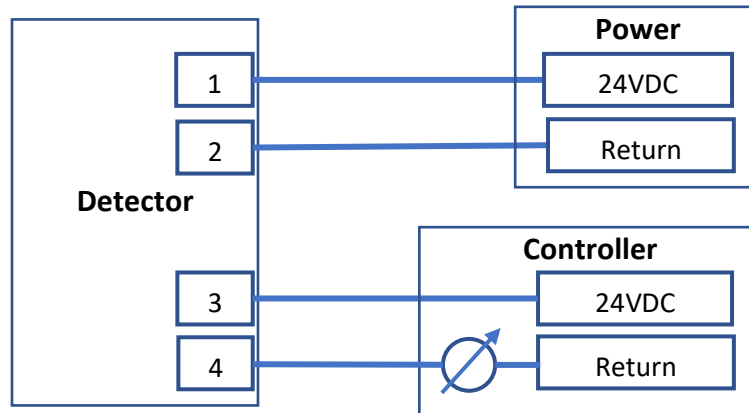 Power
1
24VDC
2
Return
Detector
Controller
3
24VDC
4
Return